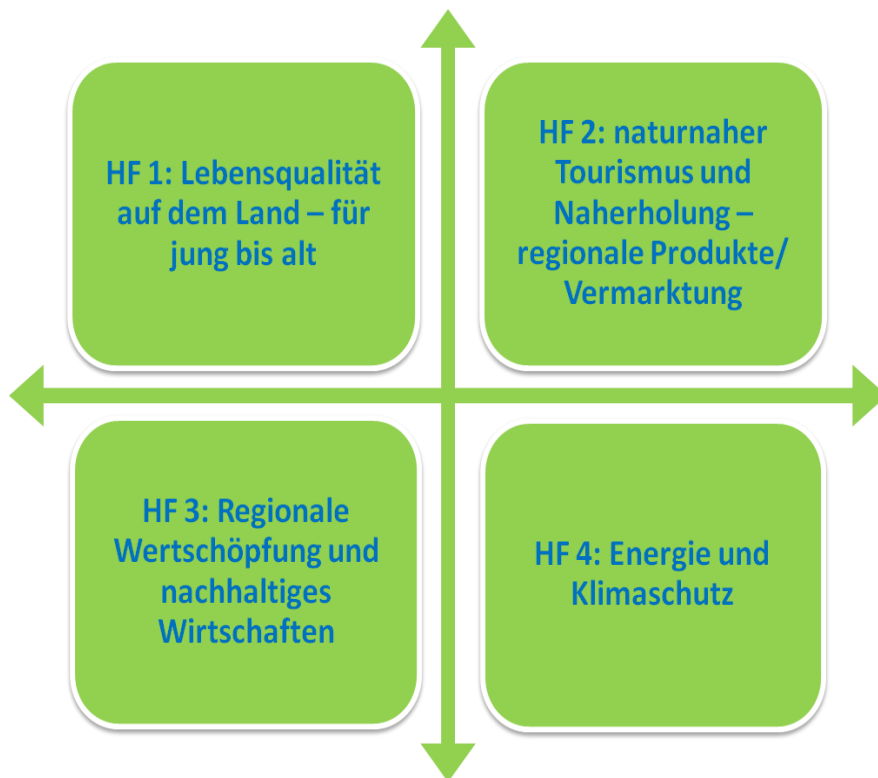 HF 1: Lebensqualität
auf dem Land – für
jung bis alt
HF 2: naturnaher
Tourismus und
Naherholung –
regionale Produkte/
Vermarktung
HF 3: Regionale
Wertschöpfung und
nachhaltiges
Wirtschaften
HF 4: Energie und
Klimaschutz